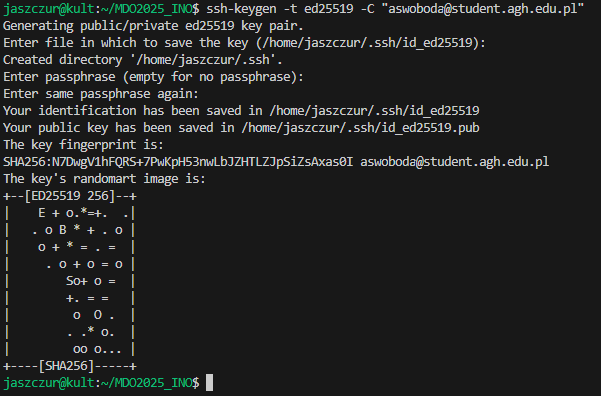 jaszczur@kult:~/MDO2025_INO$ ssh-keygen -t ed25519 -C "aswoboda@student.agh.edu.pl"
Generating public/private ed25519 key pair.
Enter file in which to save the key (/home/jaszczur/.ssh/id_ed25519):
Created directory '/home/jaszczur/.ssh'.
Enter passphrase (empty for no passphrase):
Enter same passphrase again:
Your identification has been saved in /home/jaszczur/.ssh/id_ed25519
Your public key has been saved in /home/jaszczur/.ssh/id_ed25519.pub
The key fingerprint is:
SHA256:N7DwgV1hFQRS+7PwKpH53nwLbJZHTLZJpSiZsAxas0I aswoboda@student.agh.edu.pl
The key's randomart image is:
+--[ED25519 256]--+
|    E + o.*=+.  .|
|   . o B * + . o |
|    o + * = . =  |
|     . o + o = o |
|        So+ o =  |
|        +. = =   |
|         o  O .  |
|        . .* o.  |
|         oo o... |
+----[SHA256]-----+
jaszczur@kult:~/MDO2025_INO$